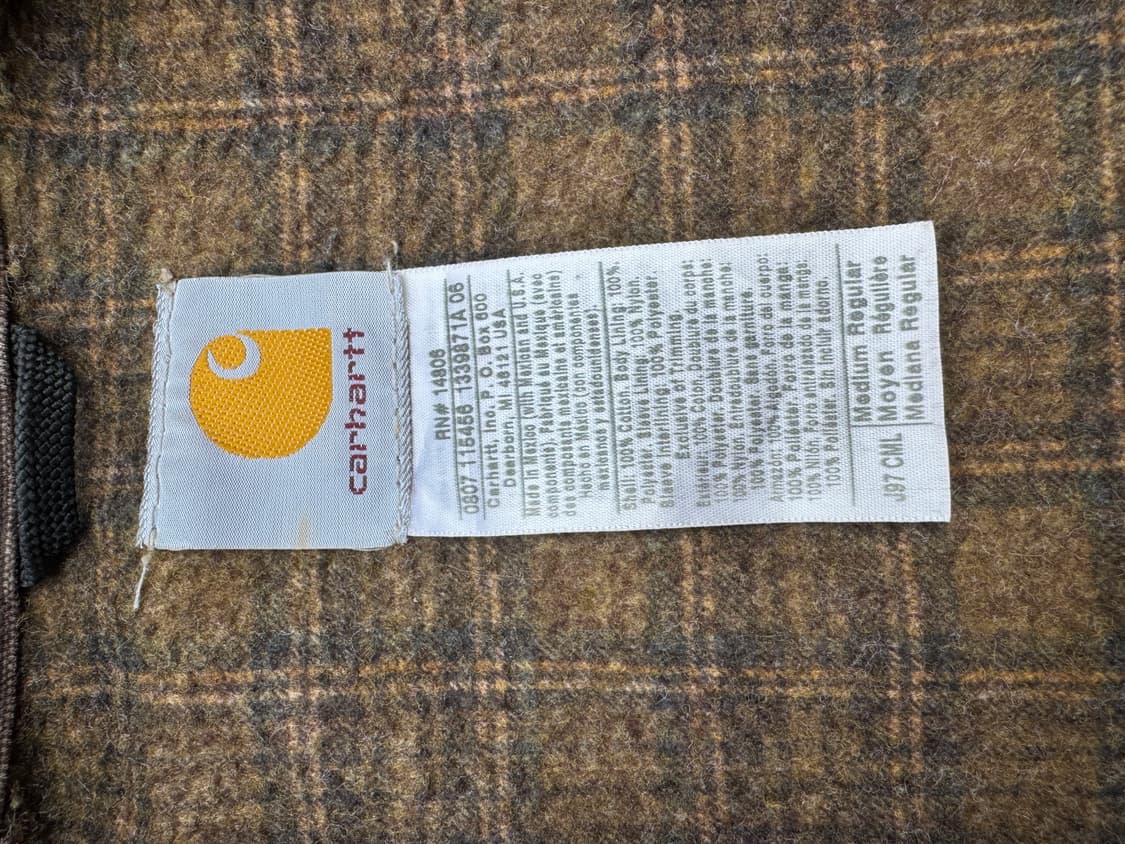 carhartt
RN# 14806
0807 115456 1339871A 06
Carhartt, Inc., P. O. Box 600
Dearborn, MI 48121 USA
Made in Mexico (with Mexican and U.S.A.
components). Fabriqué au Mexique (avec
de composants mexicains et américains)
Hecho en México (por componentes
mexicanos y estadounidenses).
Shell: 100% Cotton. Body Lining: 100%
Polyester. Sleeve Lining: 100% Nylon.
Sleeve Interlining: 100% Polyester.
Exclusive of Trimming.
Extérieur: 100% Coton. Doublure du corps:
100% Polyester. Doublure de la manche:
100% Nylon. Entredoublure de la manche:
100% Polyester. Sans garniture.
Armazón: 100% Algodón. Forro del cuerpo:
100% Poliéster. Forro de la manga:
100% Nilón. Forro entrelazado de la manga:
100% Poliéster. Sin incluir adorno.
Medium Regular
J97 CML Moyen Régulière
Mediana Regular